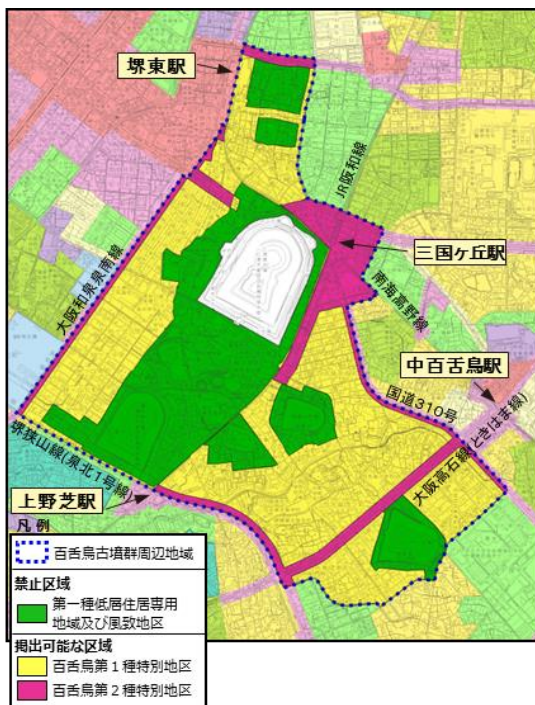 堺東駅
JR阪和線
三国ケ丘駅
大阪和泉泉南線
南海高野線
中百舌鳥駅
国道310号
大阪高石線(ときはま線)
堺狭山線(泉北1号線)
上野芝駅
凡例
百舌鳥古墳群周辺地域
禁止区域
第一種低層住居専用
地域及び風致地区
掲出可能な区域
百舌鳥第1種特別地区
百舌鳥第2種特別地区